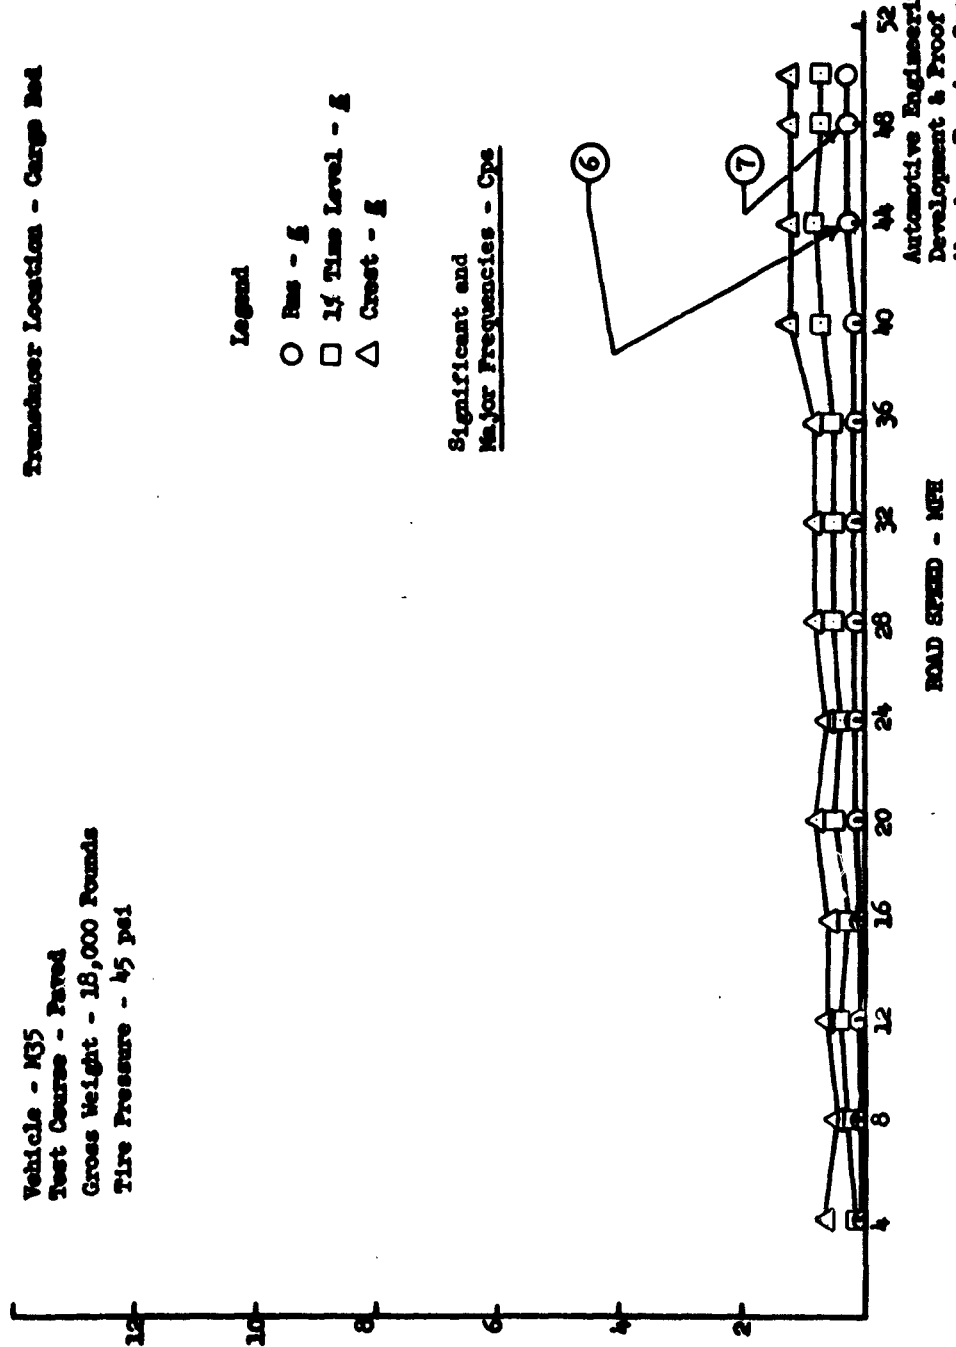 Vehicle - M35
Test Course - Paved
Gross Weight - 18,000 Pounds
Tire Pressure - 45 psi
Transducer Location - Cargo Bed
Legend
Rms - g
1% Time Level - g
Crest - g
Significant and
Major Frequencies - Cps
6
7
12
10
8
6
4
2
4 8 12 16 20 24 28 32 36 40 44 48 52
ROAD SPEED - MPH
Automotive Engineeri
Development & Proof